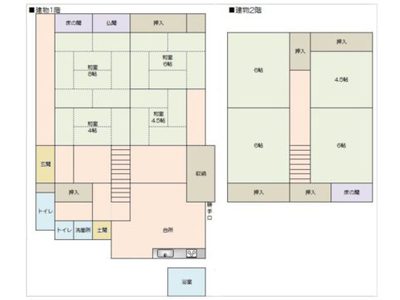 ■建物1階
床の間
仏間
押入
和室
8帖
和室
6帖
和室
4帖
和室
4.5帖
玄関
収納
押入
勝手口
トイレ
トイレ
洗面所
土間
台所
浴室
■建物2階
押入
押入
6帖
4.5帖
6帖
6帖
押入
押入
床の間